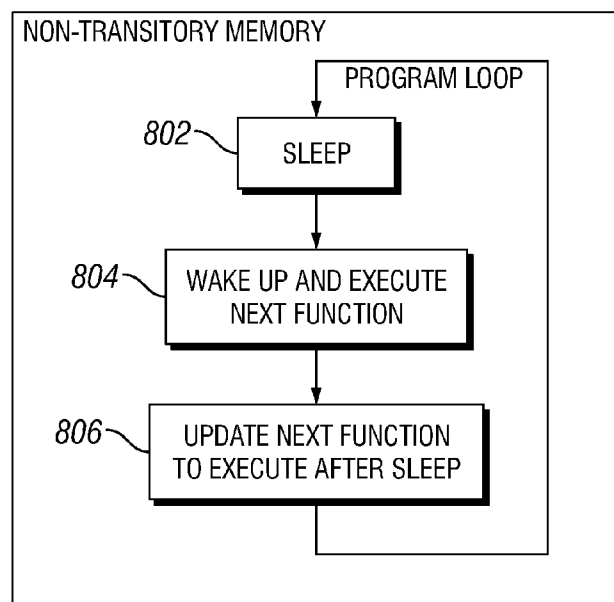 NON-TRANSITORY MEMORY
PROGRAM LOOP
802
SLEEP
804
WAKE UP AND EXECUTE
NEXT FUNCTION
806
UPDATE NEXT FUNCTION
TO EXECUTE AFTER SLEEP